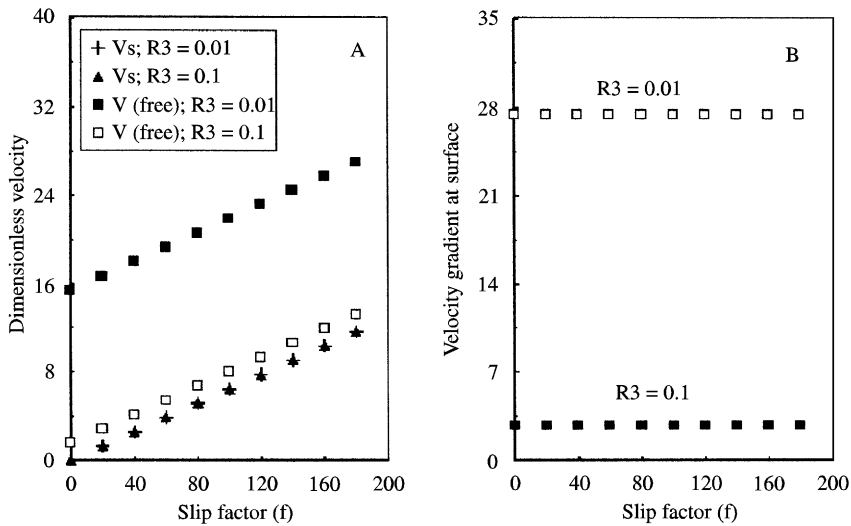 40
32
24
16
8
0
Dimensionless velocity
Vs; R3 = 0.01
Vs; R3 = 0.1
V (free); R3 = 0.01
V (free); R3 = 0.1
A
0 40 80 120 160 200
Slip factor (f)
35
28
21
14
7
0
Velocity gradient at surface
B
R3 = 0.01
R3 = 0.1
0 40 80 120 160 200
Slip factor (f)